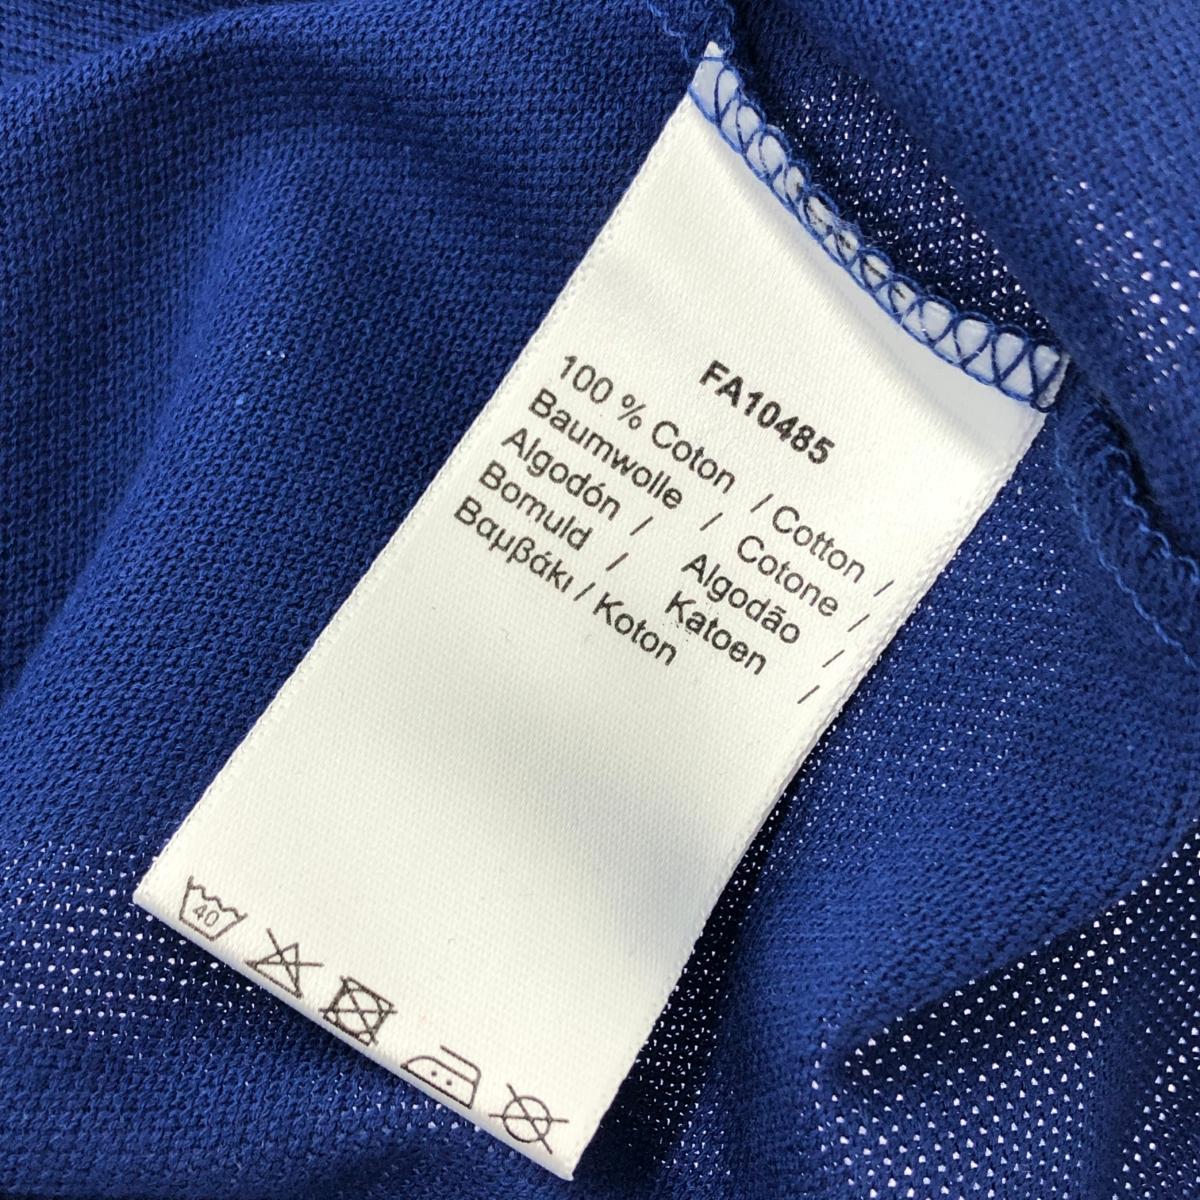 FA10485
100 % Coton / Cotton /
Baumwolle / Cotone /
Algodón / Algodão /
Bomuld / Katoen /
Βαμβάκι / Koton
40